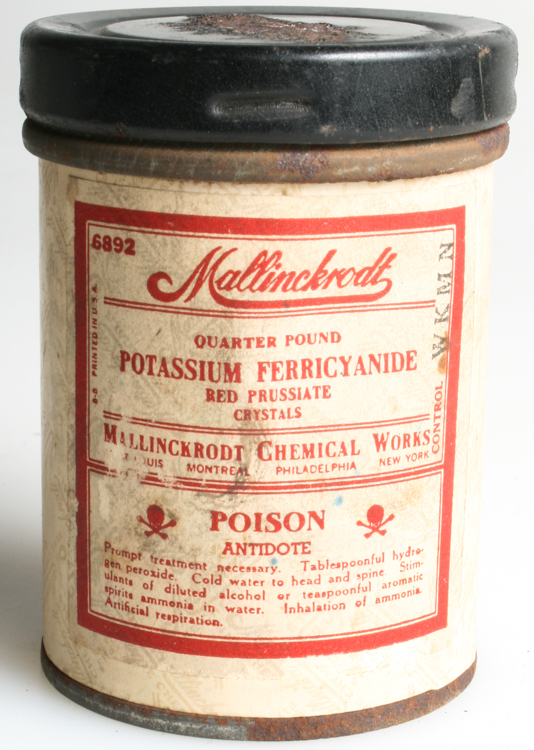 6892
Mallinckrodt
QUARTER POUND
POTASSIUM FERRICYANIDE
RED PRUSSIATE
CRYSTALS
MALLINCKRODT CHEMICAL WORKS
MONTREAL PHILADELPHIA NEW YORK
POISON
ANTIDOTE
Prompt treatment necessary. Tablespoonful hydro-
gen peroxide. Cold water to head and spine. Stim-
ulants of diluted alcohol or teaspoonful aromatic
spirits ammonia in water. Inhalation of ammonia.
Artificial respiration.
PRINTED IN U.S.A.
CONTROL WKMN